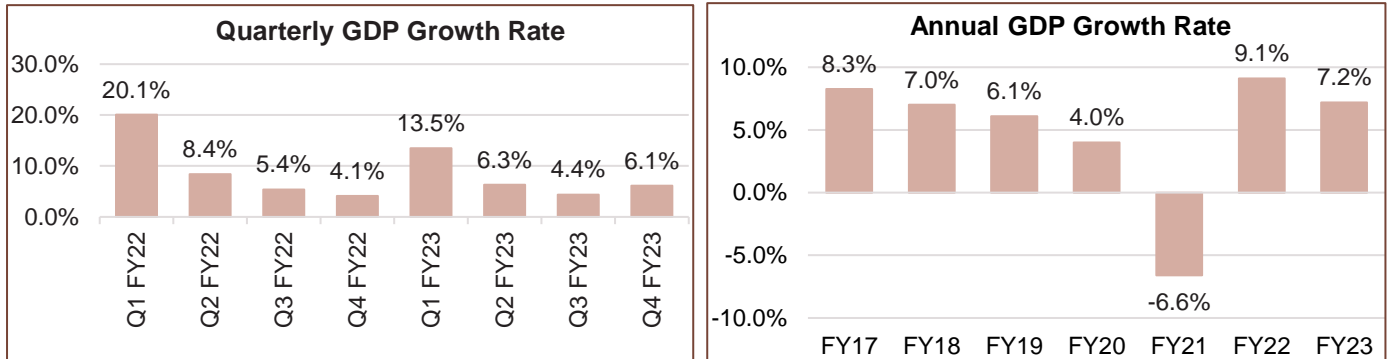 Quarterly GDP Growth Rate
30.0%
20.0%
10.0%
0.0%
20.1%
8.4%
5.4%
4.1%
13.5%
6.3%
4.4%
6.1%
Q1 FY22
Q2 FY22
Q3 FY22
Q4 FY22
Q1 FY23
Q2 FY23
Q3 FY23
Q4 FY23
Annual GDP Growth Rate
10.0%
5.0%
0.0%
-5.0%
-10.0%
8.3%
7.0%
6.1%
4.0%
-6.6%
9.1%
7.2%
FY17 FY18 FY19 FY20 FY21 FY22 FY23